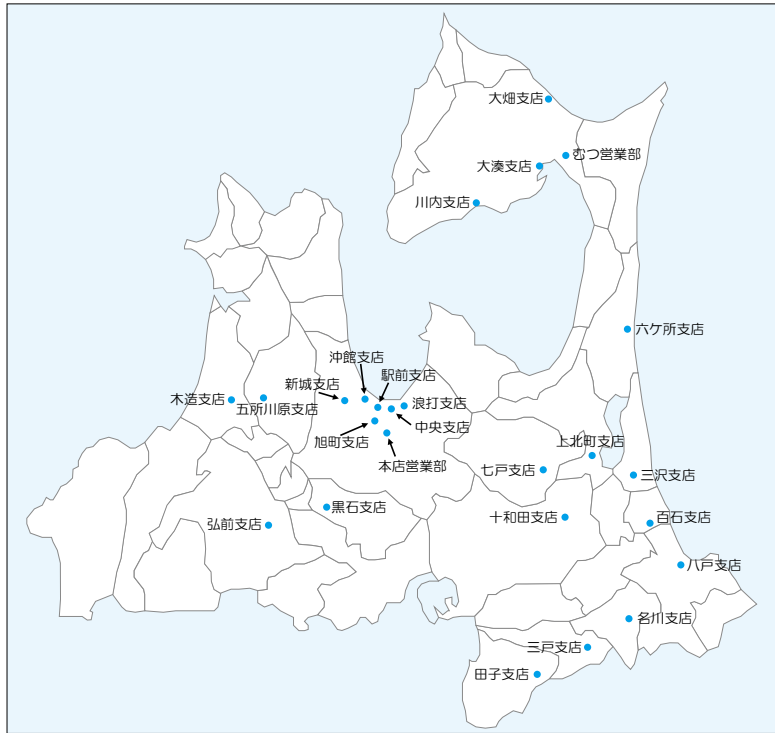 大畑支店
むつ営業部
大湊支店
川内支店
六ケ所支店
沖館支店
駅前支店
新城支店
木造支店
五所川原支店
浪打支店
中央支店
旭町支店
本店営業部
上北町支店
七戸支店
三沢支店
黒石支店
弘前支店
十和田支店
百石支店
八戸支店
名川支店
三戸支店
田子支店